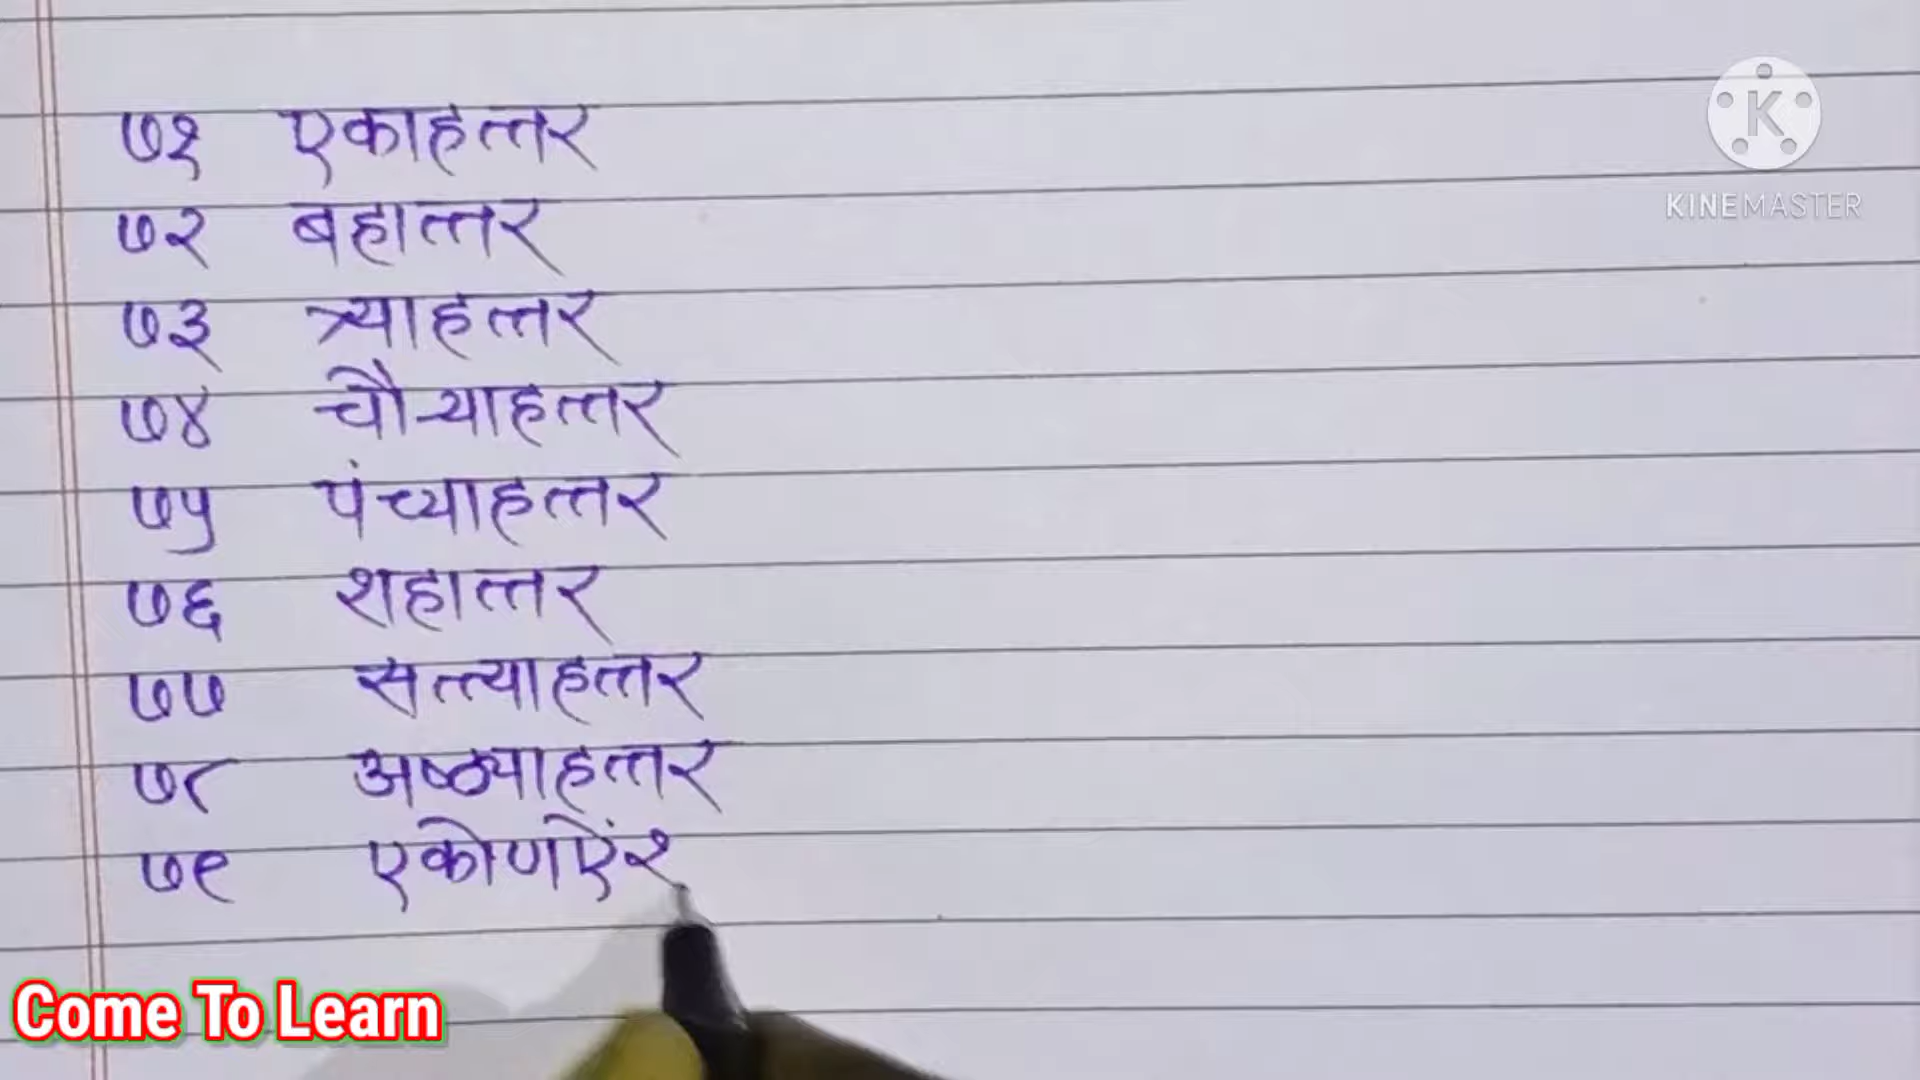 ७१ एकाहत्तर
KINEMASTER
७२ बहात्तर
७३ त्र्याहत्तर
७४ चौऱ्याहत्तर
७५ पंच्याहत्तर
७६ शहात्तर
७७ सत्त्याहत्तर
७८ अष्ठ्याहत्तर
७९ एकोणऐंश
Come To Learn